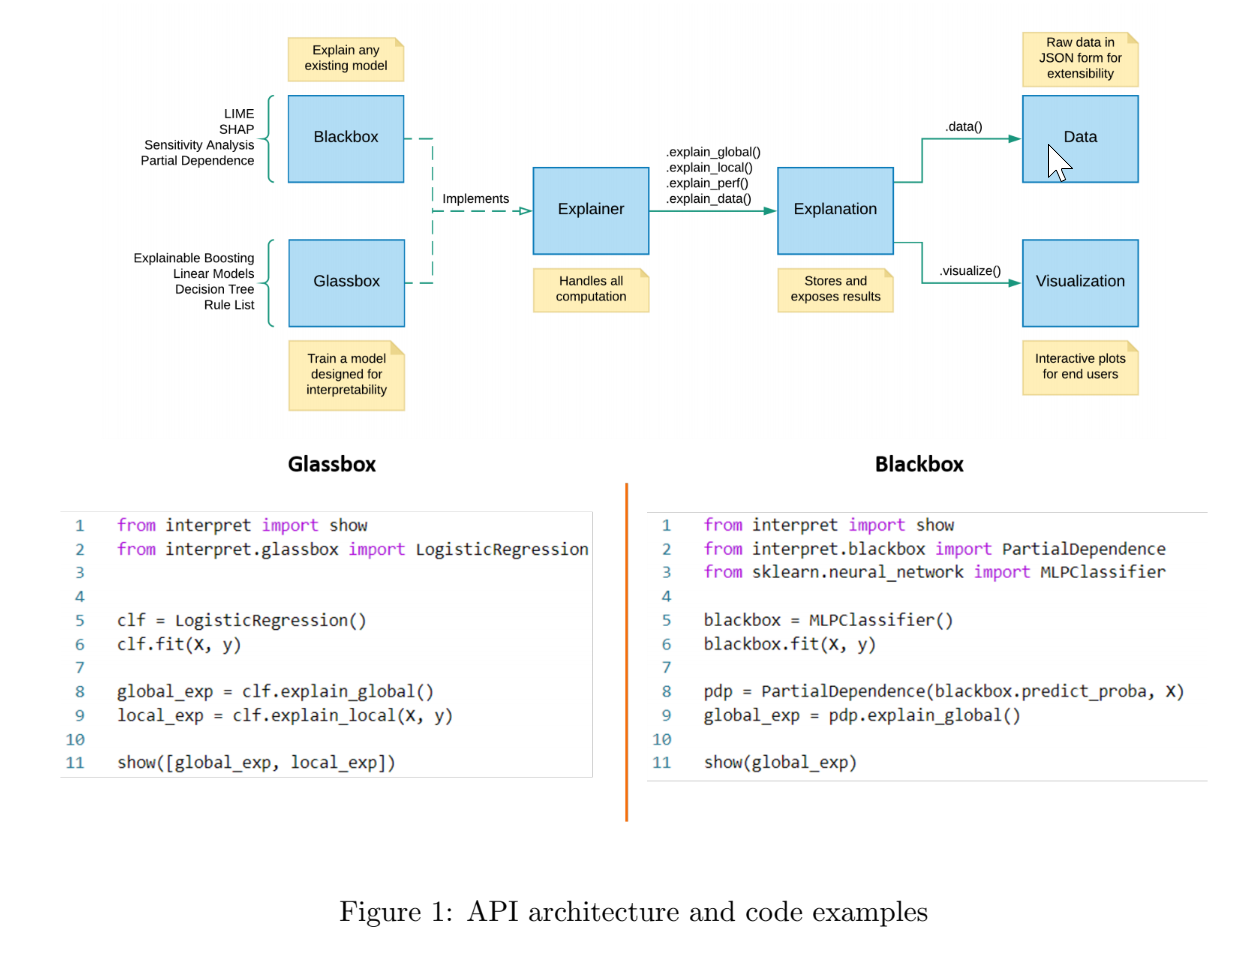 Explain any
existing model
LIME
SHAP
Sensitivity Analysis
Partial Dependence
Blackbox
Explainable Boosting
Linear Models
Decision Tree
Rule List
Glassbox
Train a model
designed for
interpretability
Implements
Explainer
Handles all
computation
.explain_global()
.explain_local()
.explain_perf()
.explain_data()
Explanation
Stores and
exposes results
.data()
Raw data in
JSON form for
extensibility
Data
.visualize()
Visualization
Interactive plots
for end users
Glassbox
1 from interpret import show
2 from interpret.glassbox import LogisticRegression
3
4
5 clf = LogisticRegression()
6 clf.fit(X, y)
7
8 global_exp = clf.explain_global()
9 local_exp = clf.explain_local(X, y)
10
11 show([global_exp, local_exp])
Blackbox
1 from interpret import show
2 from interpret.blackbox import PartialDependence
3 from sklearn.neural_network import MLPClassifier
4
5 blackbox = MLPClassifier()
6 blackbox.fit(X, y)
7
8 pdp = PartialDependence(blackbox.predict_proba, X)
9 global_exp = pdp.explain_global()
10
11 show(global_exp)
Figure 1: API architecture and code examples